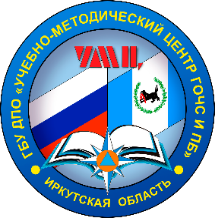 ГБУ ДПО «УЧЕБНО-МЕТОДИЧЕСКИЙ ЦЕНТР ГОЧС И ПБ»
УМЦ
ИРКУТСКАЯ ОБЛАСТЬ